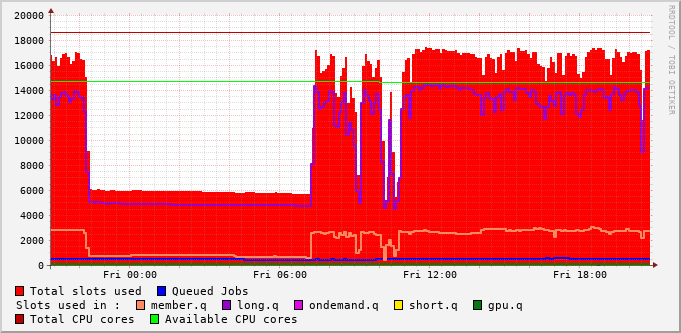 20000
18000
16000
14000
12000
10000
8000
6000
4000
2000
0
Fri 00:00 Fri 06:00 Fri 12:00 Fri 18:00
RRDTOOL / TOBI OETIKER
Total slots used Queued Jobs
Slots used in : member.q long.q ondemand.q short.q gpu.q
Total CPU cores Available CPU cores